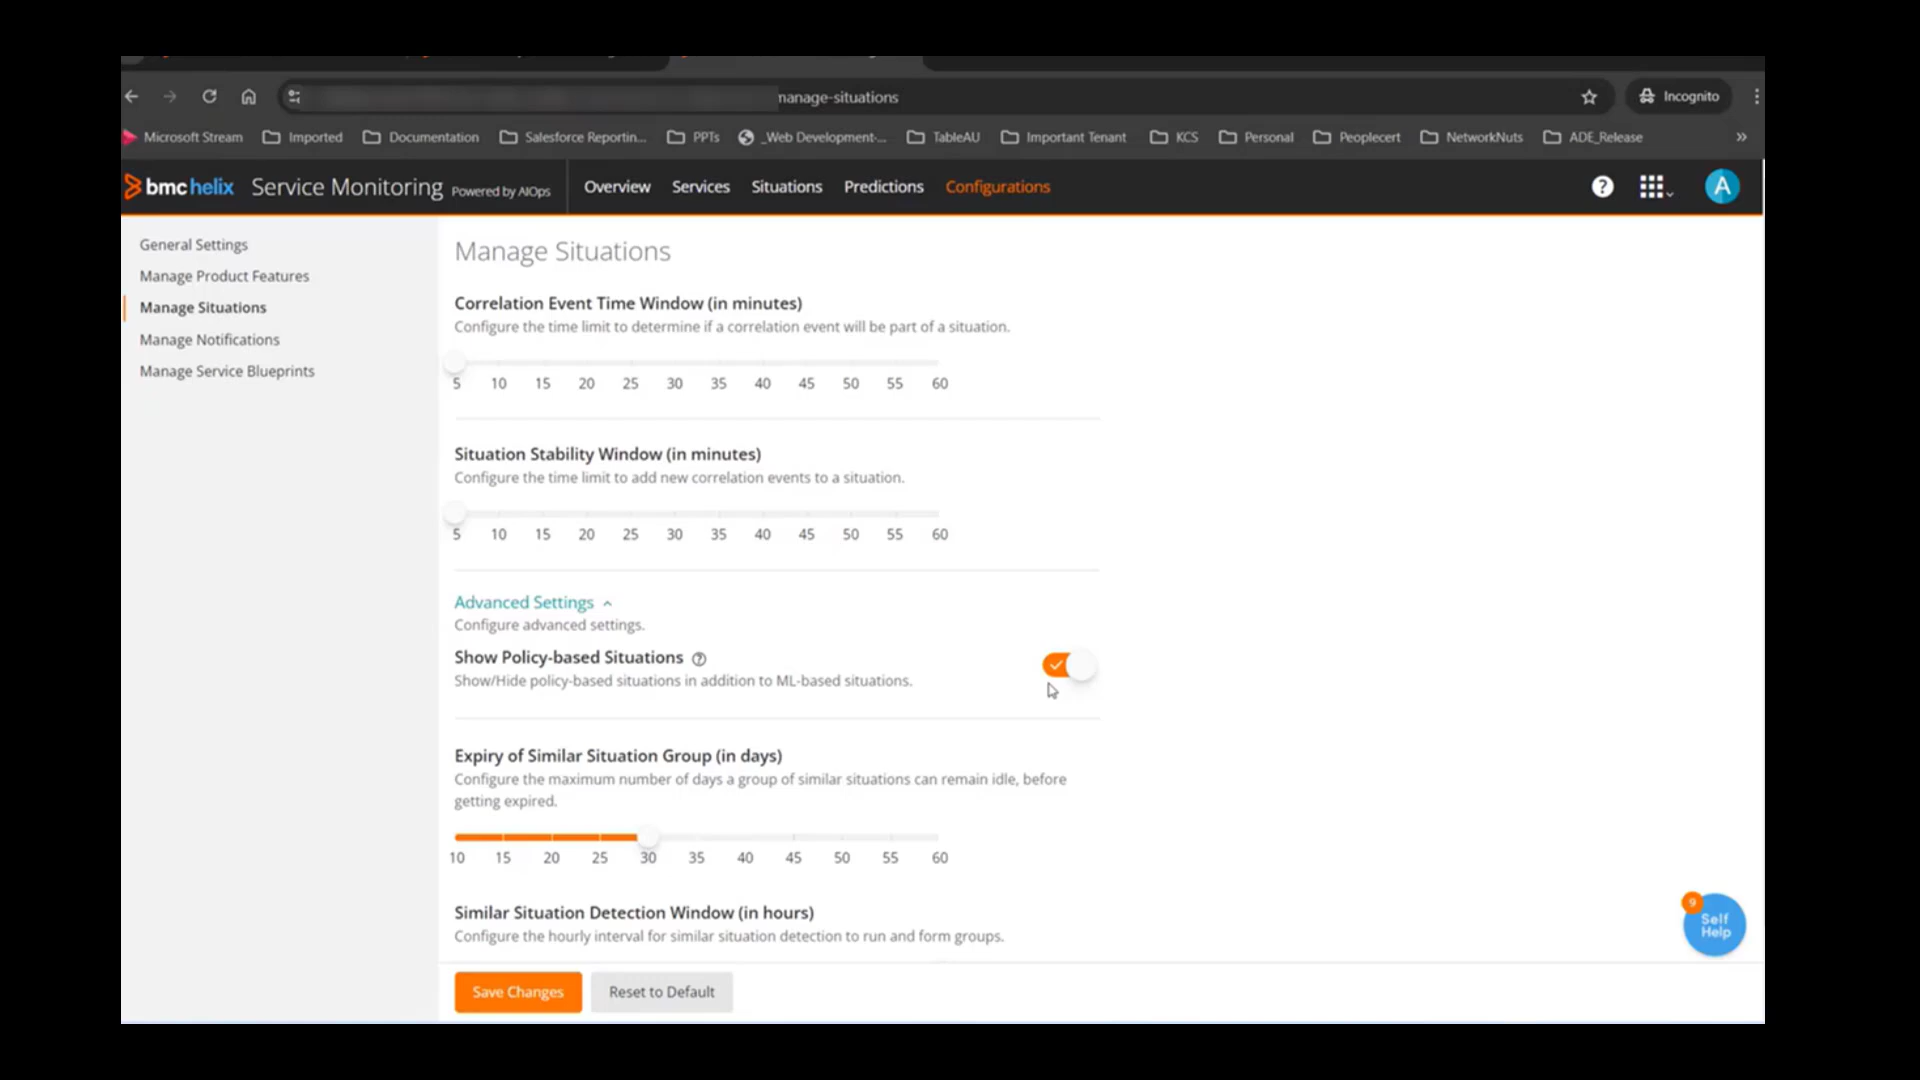 manage-situations
Incognito
Microsoft Stream
Imported
Documentation
Salesforce Reportin...
PPTs
_Web Development-...
TableAU
Important Tenant
KCS
Personal
Peoplecert
NetworkNuts
ADE_Release
»
bmchelix Service Monitoring Powered by AIOps
Overview
Services
Situations
Predictions
Configurations
?
A
General Settings
Manage Product Features
Manage Situations
Manage Notifications
Manage Service Blueprints
Manage Situations
Correlation Event Time Window (in minutes)
Configure the time limit to determine if a correlation event will be part of a situation.
5 10 15 20 25 30 35 40 45 50 55 60
Situation Stability Window (in minutes)
Configure the time limit to add new correlation events to a situation.
5 10 15 20 25 30 35 40 45 50 55 60
Advanced Settings
Configure advanced settings.
Show Policy-based Situations ?
Show/Hide policy-based situations in addition to ML-based situations.
Expiry of Similar Situation Group (in days)
Configure the maximum number of days a group of similar situations can remain idle, before
getting expired.
10 15 20 25 30 35 40 45 50 55 60
Similar Situation Detection Window (in hours)
Configure the hourly interval for similar situation detection to run and form groups.
Save Changes
Reset to Default
9
Self
Help